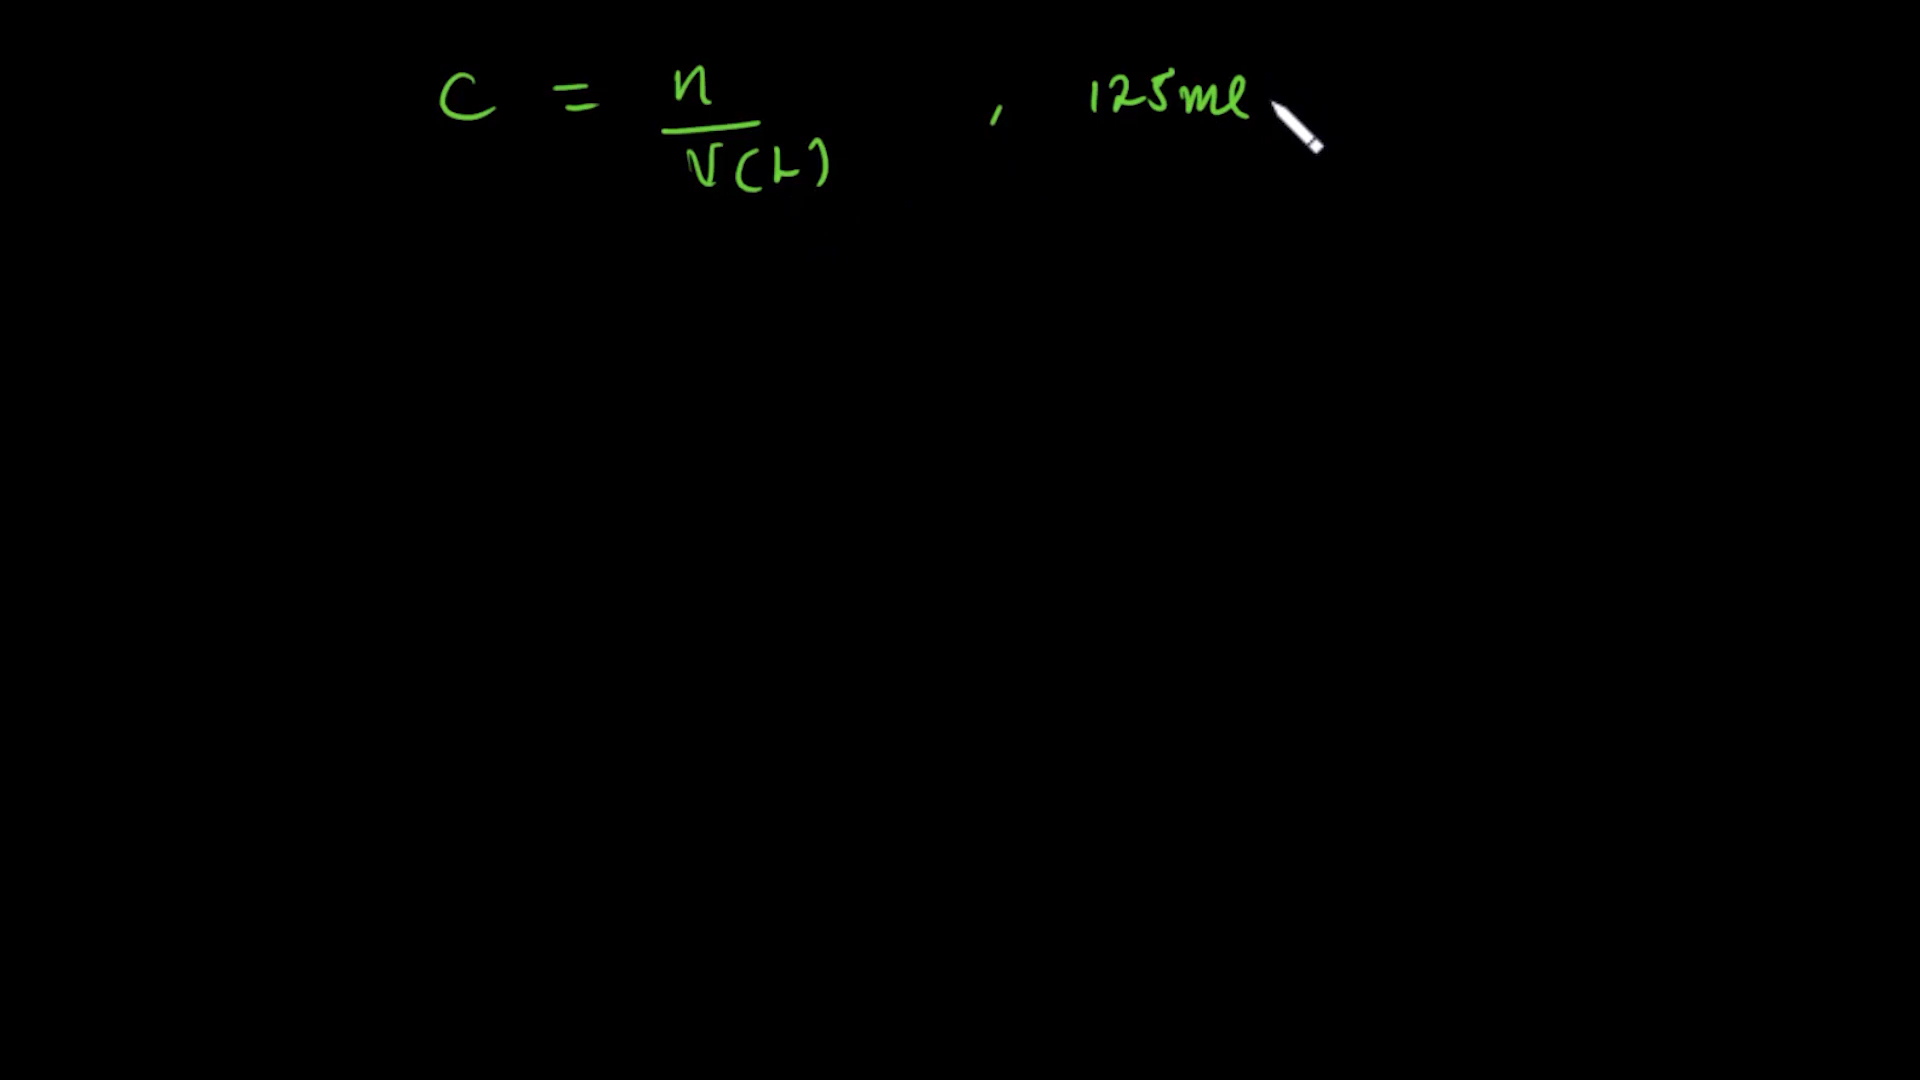 C = n / V(L) , 125ml